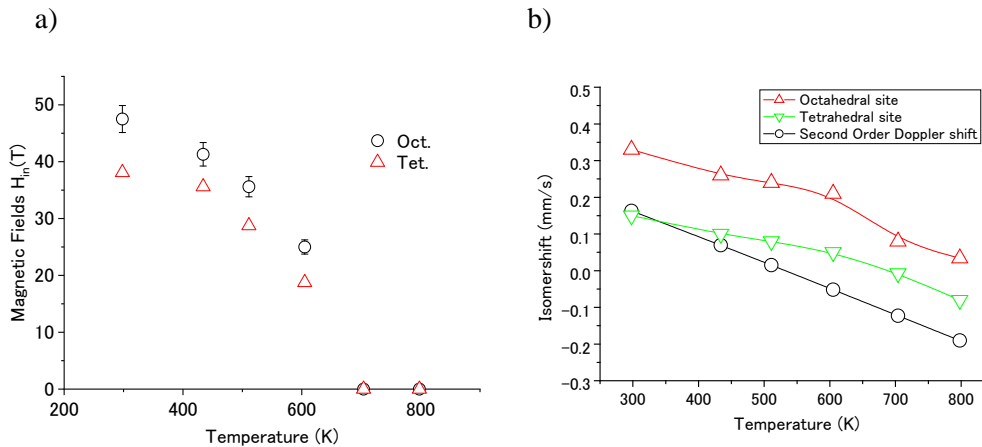 a)
Magnetic Fields H_in(T)
50
40
30
20
10
0
200
400
600
800
Temperature (K)
Oct.
Tet.
b)
Isomershift (mm/s)
0.5
0.4
0.3
0.2
0.1
0.0
-0.1
-0.2
-0.3
300
400
500
600
700
800
Temperature (K)
Octahedral site
Tetrahedral site
Second Order Doppler shift